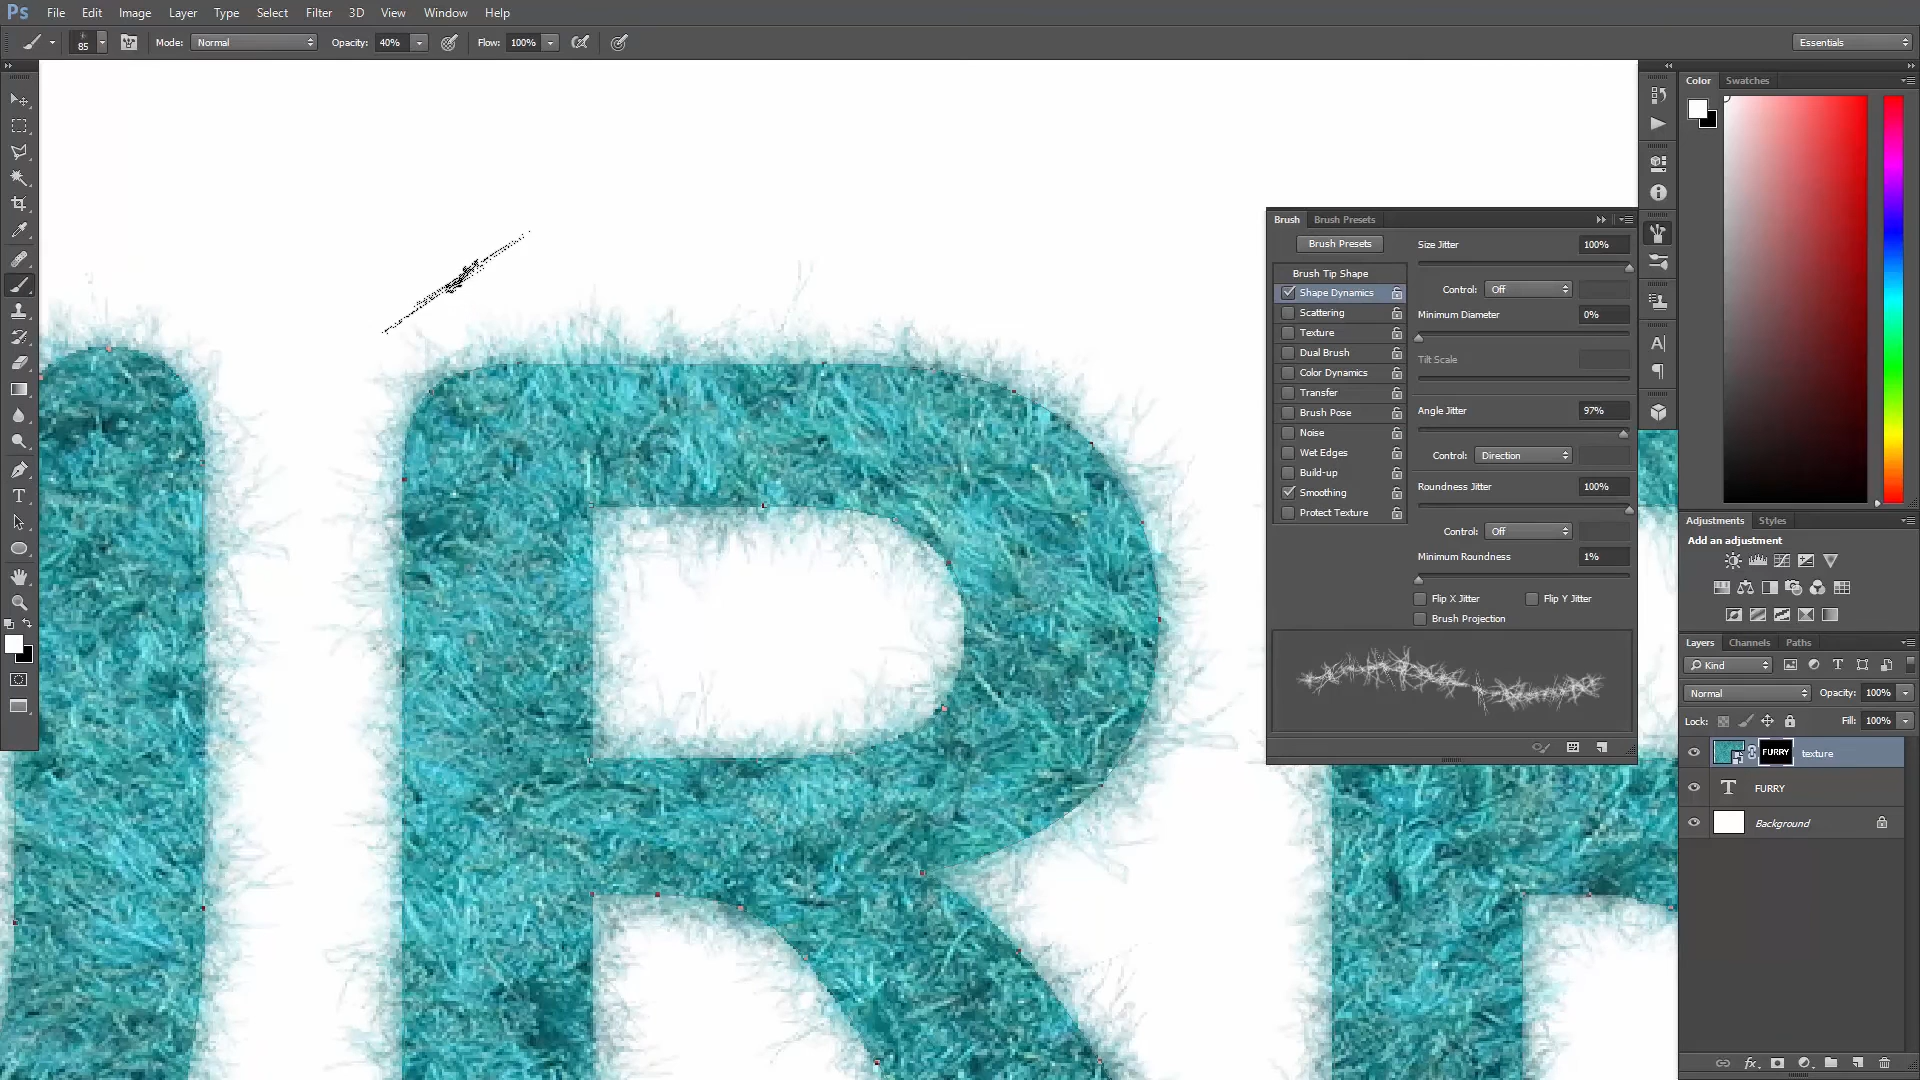 Ps File Edit Image Layer Type Select Filter 3D View Window Help
85 Mode: Normal Opacity: 40% Flow: 100% Essentials
Color Swatches
Brush Brush Presets
Brush Presets Size Jitter 100%
Brush Tip Shape
Shape Dynamics Control: Off
Scattering Minimum Diameter 0%
Texture
Dual Brush Tilt Scale
Color Dynamics
Transfer
Brush Pose Angle Jitter 97%
Noise
Wet Edges Control: Direction
Build-up
Smoothing Roundness Jitter 100%
Protect Texture
Control: Off
Minimum Roundness 1%
Flip X Jitter Flip Y Jitter
Brush Projection
Adjustments Styles
Add an adjustment
Layers Channels Paths
Kind
Normal Opacity: 100%
Lock: Fill: 100%
FURRY texture
T FURRY
Background
R